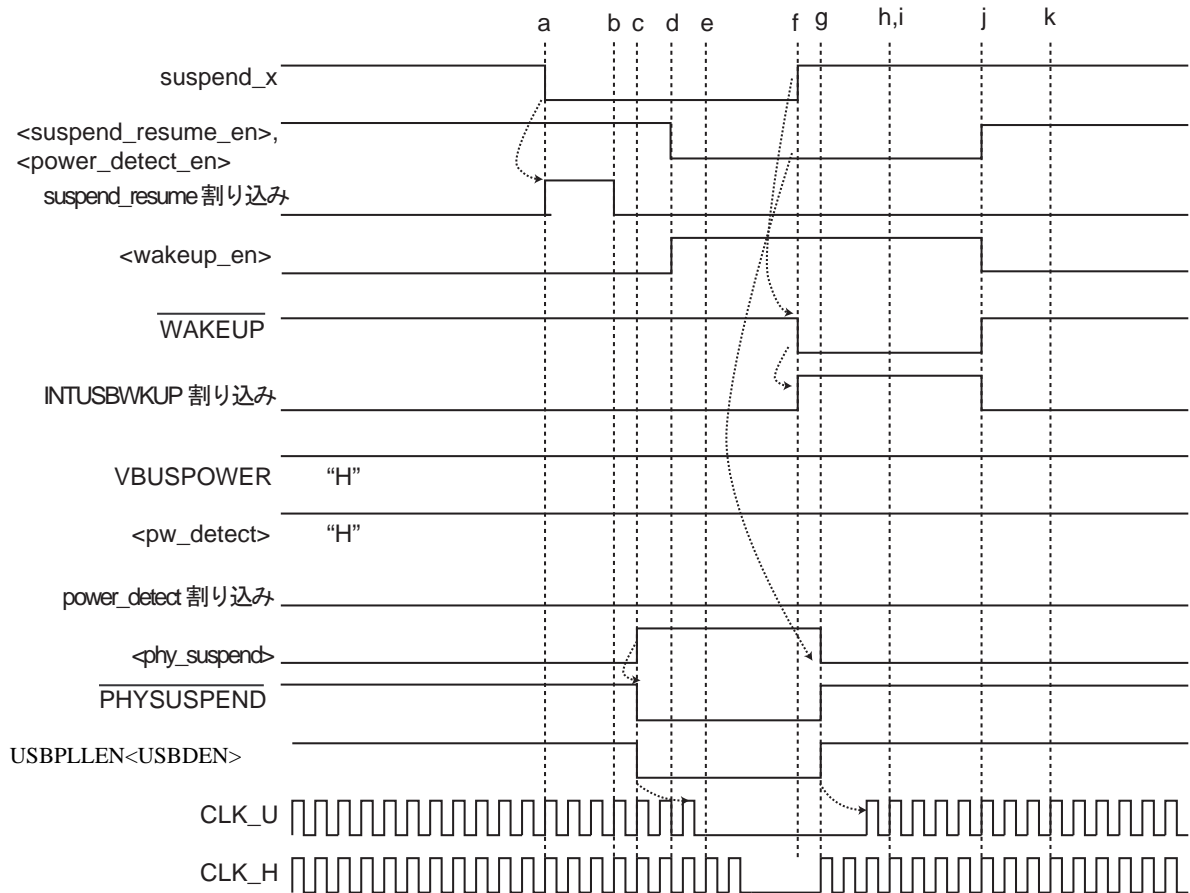 a b c d e f g h,i j k
suspend_x
<suspend_resume_en>,
<power_detect_en>
suspend_resume 割り込み
<wakeup_en>
WAKEUP
INTUSBWKUP 割り込み
VBUSPOWER “H”
<pw_detect> “H”
power_detect 割り込み
<phy_suspend>
PHYSUSPEND
USBPLLEN<USBDEN>
CLK_U
CLK_H